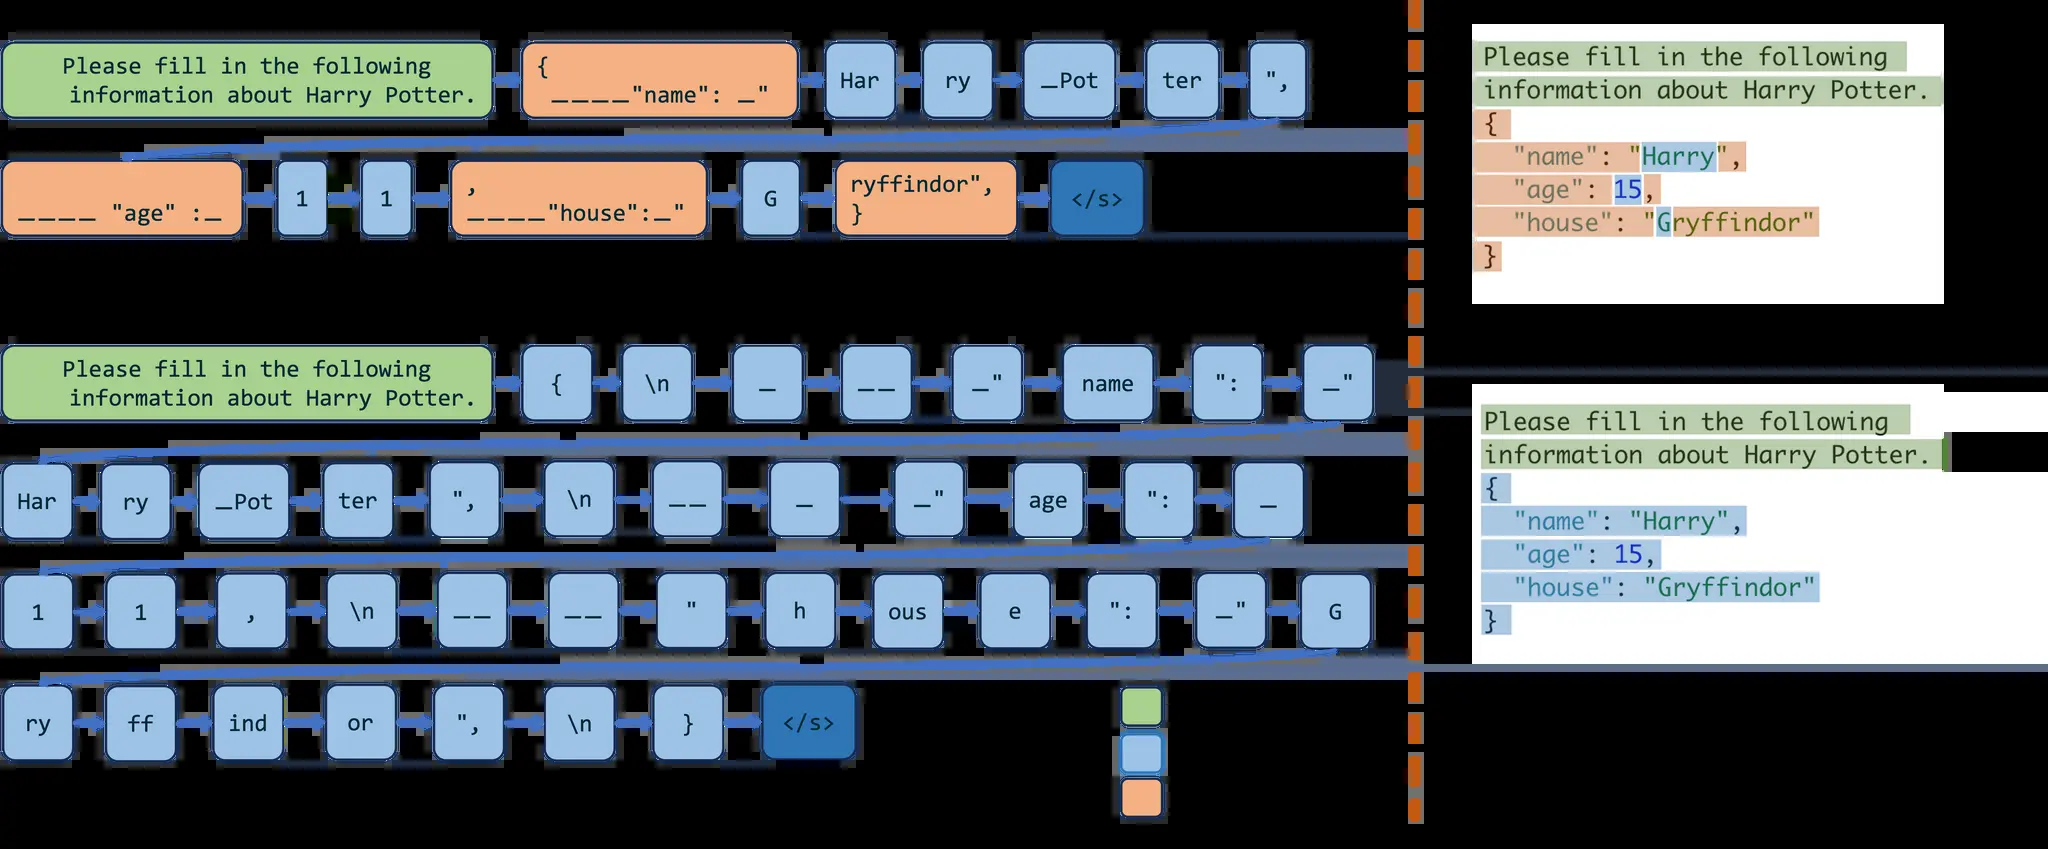 Please fill in the following
information about Harry Potter.
{
____"name": _"
Har
ry
_Pot
ter
",
____ "age" :_
1
1
,
____"house":_"
G
ryffindor",
}
</s>
Please fill in the following
information about Harry Potter.
{
"name": "Harry",
"age": 15,
"house": "Gryffindor"
}
Please fill in the following
information about Harry Potter.
{
\n
_
__
_"
name
":
_"
Har
ry
_Pot
ter
",
\n
__
_
_"
age
":
_
1
1
,
\n
__
__
"
h
ous
e
":
_"
G
ry
ff
ind
or
",
\n
}
</s>
Please fill in the following
information about Harry Potter.
{
"name": "Harry",
"age": 15,
"house": "Gryffindor"
}